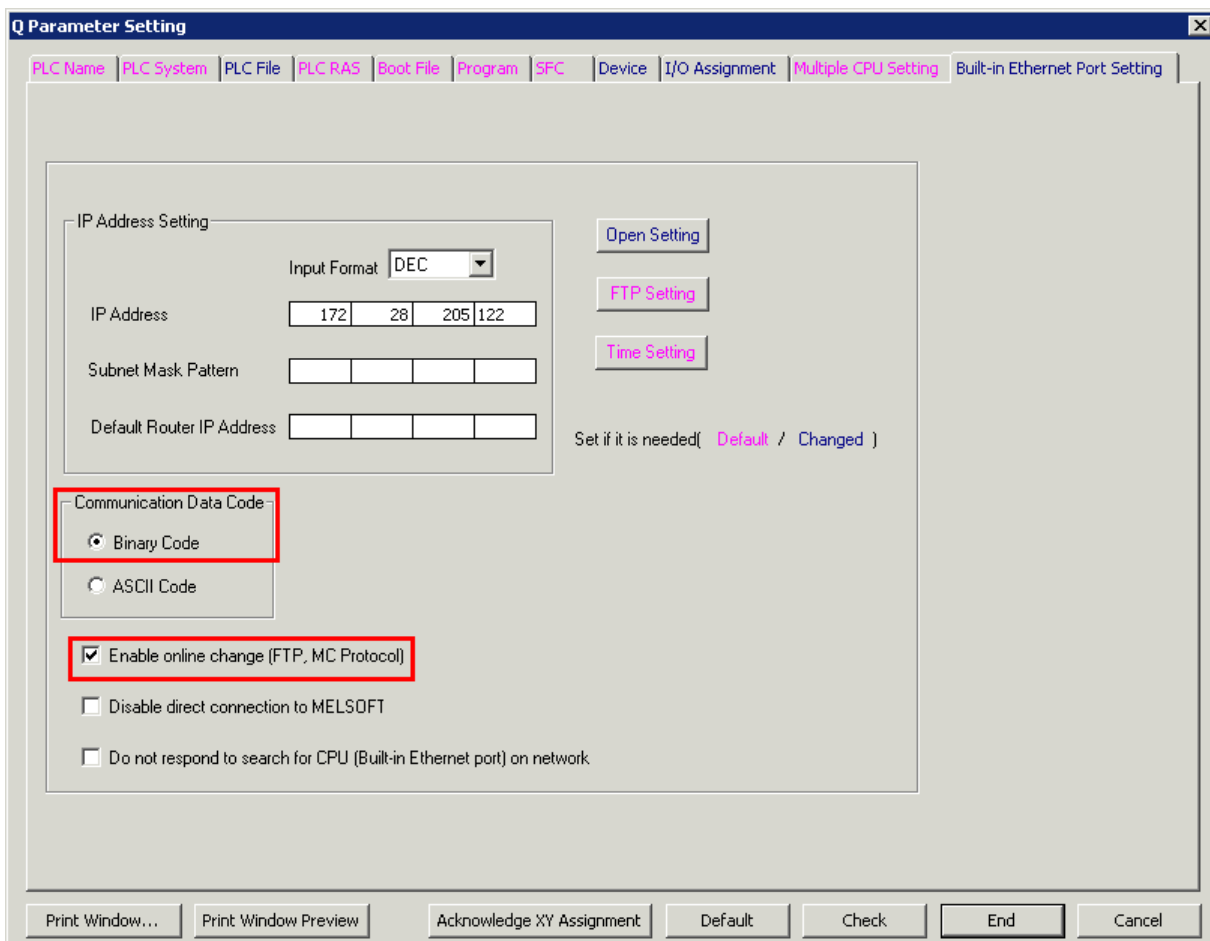 Q Parameter Setting
PLC Name PLC System PLC File PLC RAS Boot File Program SFC Device I/O Assignment Multiple CPU Setting Built-in Ethernet Port Setting
IP Address Setting
Input Format DEC
IP Address 172 28 205 122
Subnet Mask Pattern
Default Router IP Address
Open Setting
FTP Setting
Time Setting
Set if it is needed( Default / Changed )
Communication Data Code
Binary Code
ASCII Code
Enable online change (FTP, MC Protocol)
Disable direct connection to MELSOFT
Do not respond to search for CPU (Built-in Ethernet port) on network
Print Window... Print Window Preview Acknowledge XY Assignment Default Check End Cancel